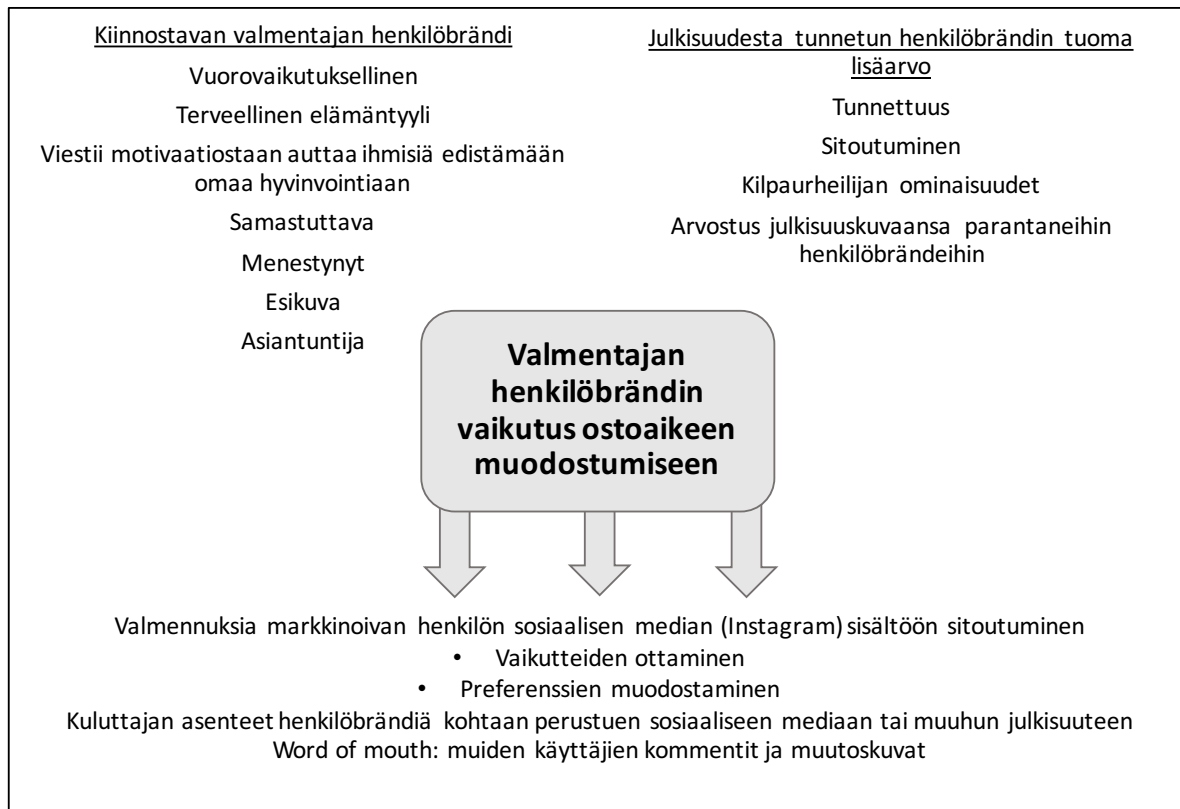 Kiinnostavan valmentajan henkilöbrändi
Vuorovaikutuksellinen
Terveellinen elämäntyyli
Viestii motivaatiostaan auttaa ihmisiä edistämään
omaa hyvinvointiaan
Samastuttava
Menestynyt
Esikuva
Asiantuntija
Julkisuudesta tunnetun henkilöbrändin tuoma
lisäarvo
Tunnettuus
Sitoutuminen
Kilpaurheilijan ominaisuudet
Arvostus julkisuuskuvaansa parantaneihin
henkilöbrändeihin
Valmentajan
henkilöbrändin
vaikutus ostoaikeen
muodostumiseen
Valmennuksia markkinoivan henkilön sosiaalisen median (Instagram) sisältöön sitoutuminen
• Vaikutteiden ottaminen
• Preferenssien muodostaminen
Kuluttajan asenteet henkilöbrändiä kohtaan perustuen sosiaaliseen mediaan tai muuhun julkisuuteen
Word of mouth: muiden käyttäjien kommentit ja muutoskuvat